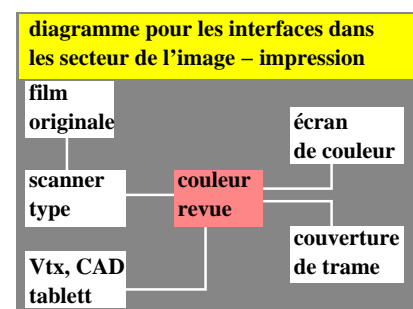 diagramme pour les interfaces dans
les secteur de l’image – impression
film
originale
écran
de couleur
scanner
type
couleur
revue
couverture
de trame
Vtx, CAD
tablett